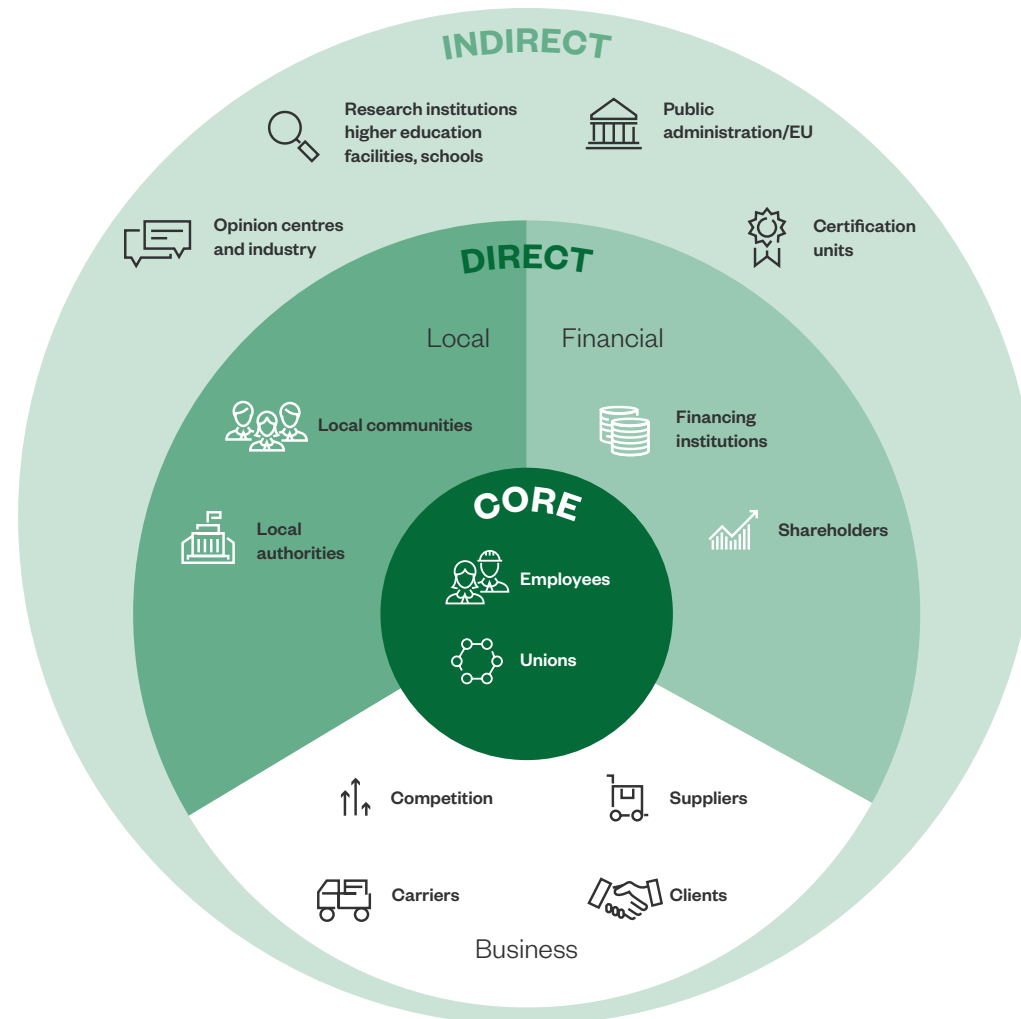 INDIRECT
Research institutions
higher education
facilities, schools
Public
administration/EU
Opinion centres
and industry
Certification
units
DIRECT
Local
Financial
Local communities
Financing
institutions
Local
authorities
Shareholders
CORE
Employees
Unions
Competition
Suppliers
Carriers
Clients
Business